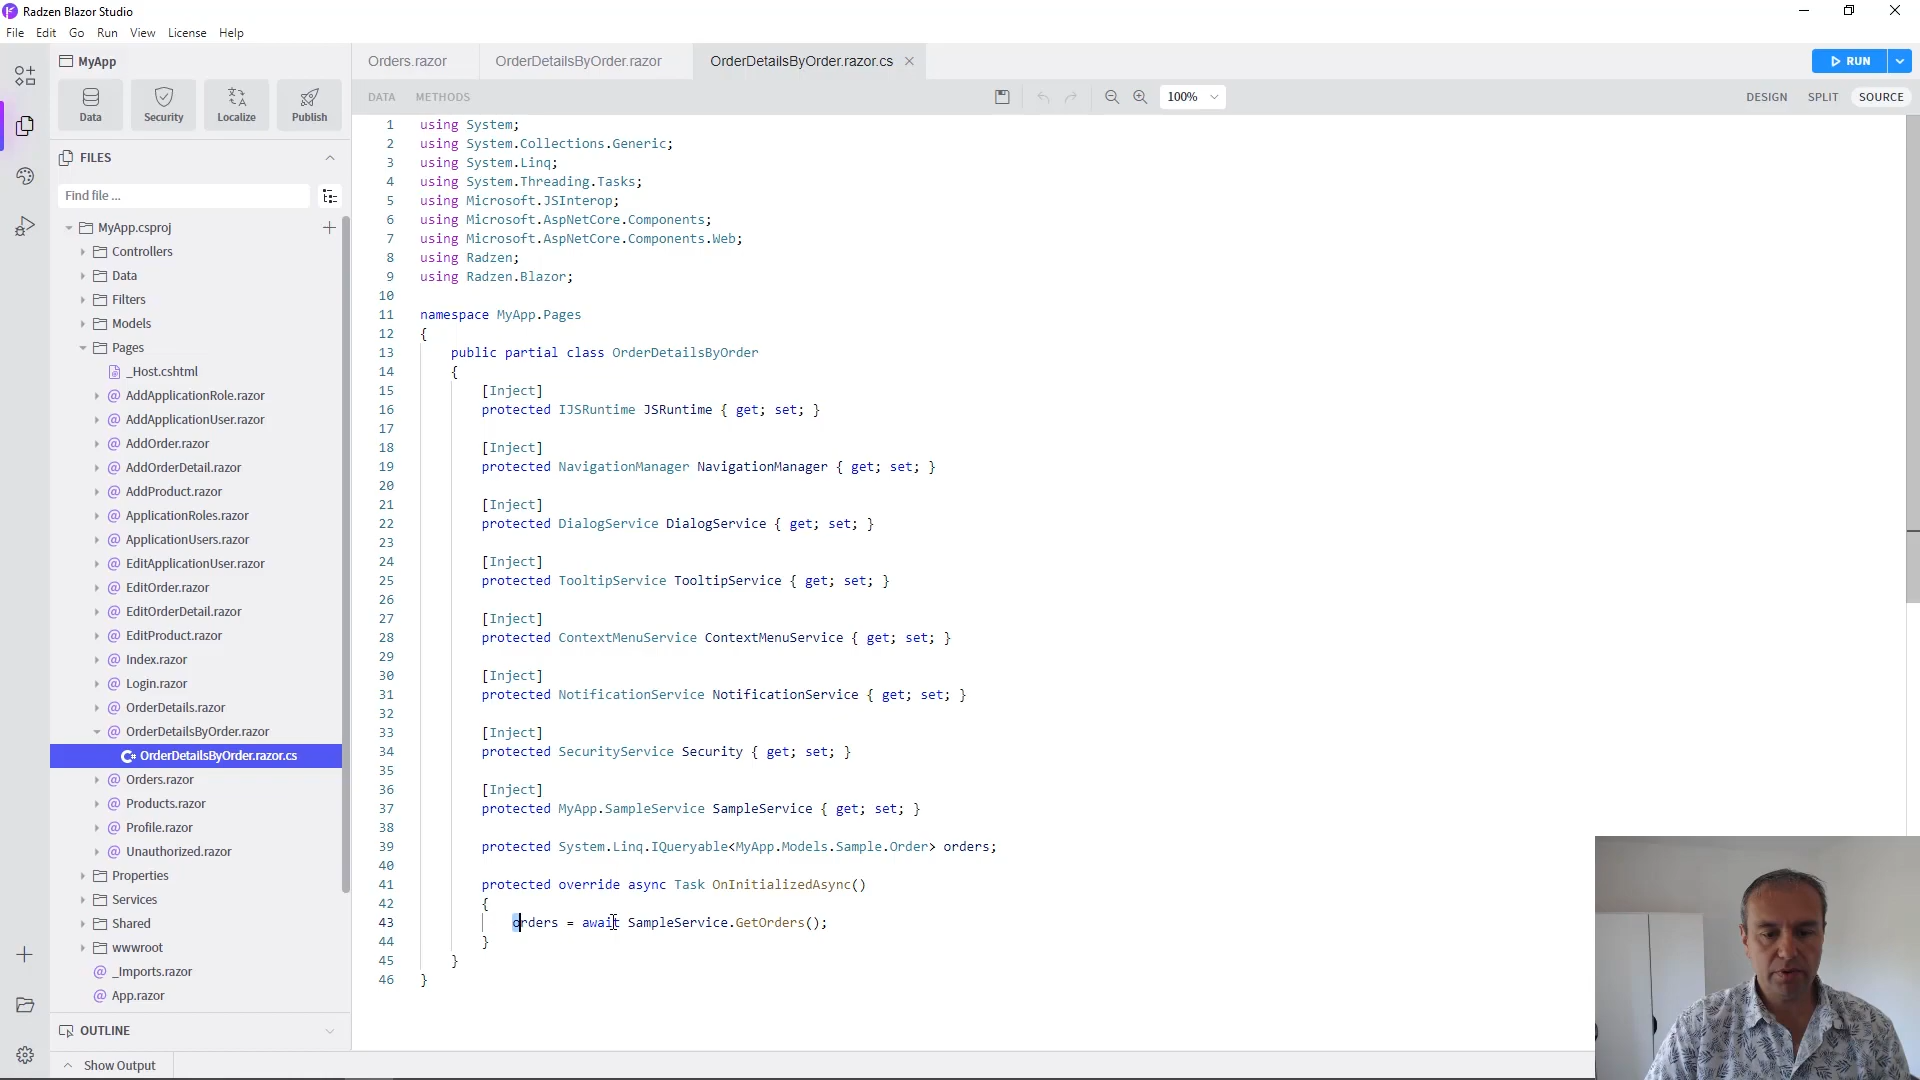 Radzen Blazor Studio
File Edit Go Run View License Help
MyApp
Orders.razor OrderDetailsByOrder.razor OrderDetailsByOrder.razor.cs
RUN
Data Security Localize Publish
DATA METHODS 100% DESIGN SPLIT SOURCE
FILES
Find file ...
MyApp.csproj
Controllers
Data
Filters
Models
Pages
_Host.cshtml
AddApplicationRole.razor
AddApplicationUser.razor
AddOrder.razor
AddOrderDetail.razor
AddProduct.razor
ApplicationRoles.razor
ApplicationUsers.razor
EditApplicationUser.razor
EditOrder.razor
EditOrderDetail.razor
EditProduct.razor
Index.razor
Login.razor
OrderDetails.razor
OrderDetailsByOrder.razor
OrderDetailsByOrder.razor.cs
Orders.razor
Products.razor
Profile.razor
Unauthorized.razor
Properties
Services
Shared
wwwroot
_Imports.razor
App.razor
OUTLINE
Show Output
1 using System;
2 using System.Collections.Generic;
3 using System.Linq;
4 using System.Threading.Tasks;
5 using Microsoft.JSInterop;
6 using Microsoft.AspNetCore.Components;
7 using Microsoft.AspNetCore.Components.Web;
8 using Radzen;
9 using Radzen.Blazor;
10
11 namespace MyApp.Pages
12 {
13 public partial class OrderDetailsByOrder
14 {
15 [Inject]
16 protected IJSRuntime JSRuntime { get; set; }
17
18 [Inject]
19 protected NavigationManager NavigationManager { get; set; }
20
21 [Inject]
22 protected DialogService DialogService { get; set; }
23
24 [Inject]
25 protected TooltipService TooltipService { get; set; }
26
27 [Inject]
28 protected ContextMenuService ContextMenuService { get; set; }
29
30 [Inject]
31 protected NotificationService NotificationService { get; set; }
32
33 [Inject]
34 protected SecurityService Security { get; set; }
35
36 [Inject]
37 protected MyApp.SampleService SampleService { get; set; }
38
39 protected System.Linq.IQueryable<MyApp.Models.Sample.Order> orders;
40
41 protected override async Task OnInitializedAsync()
42 {
43 orders = await SampleService.GetOrders();
44 }
45 }
46 }